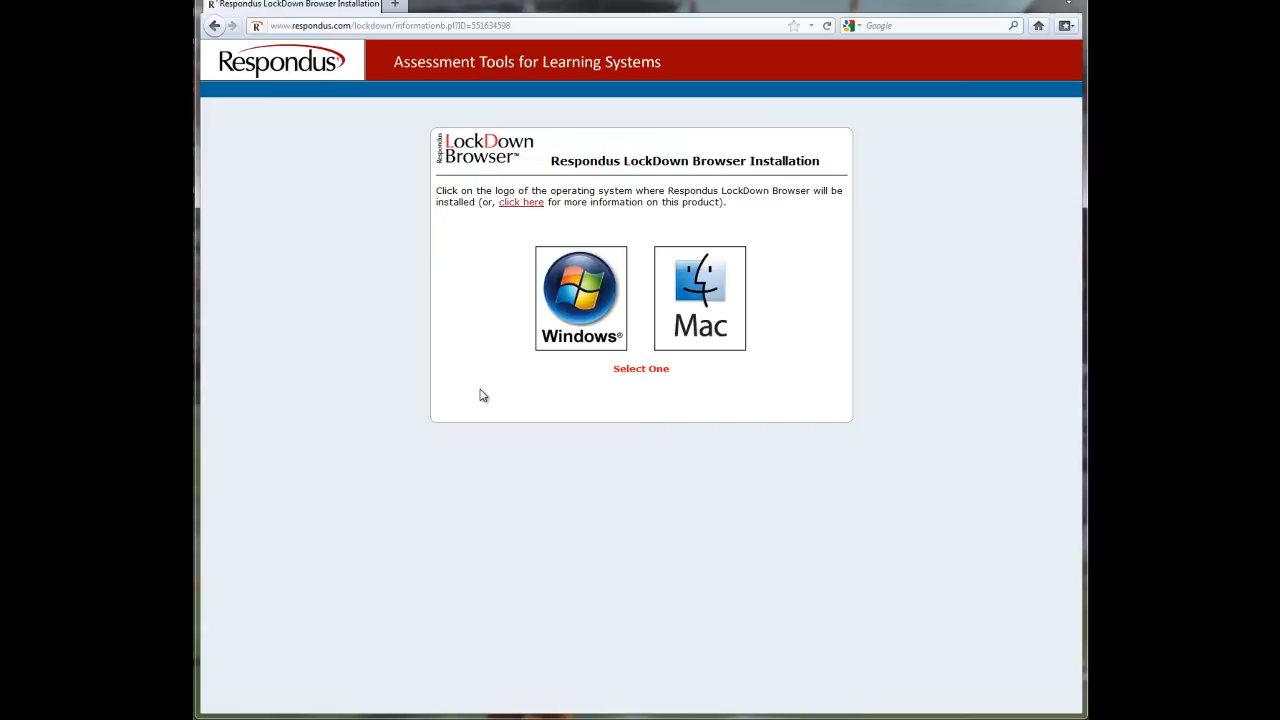 Respondus LockDown Browser Installation
www.respondus.com/lockdown/informationb.pl?ID=551634598
Google
Respondus
Assessment Tools for Learning Systems
Respondus
LockDown
Browser™
Respondus LockDown Browser Installation
Click on the logo of the operating system where Respondus LockDown Browser will be
installed (or, click here for more information on this product).
Windows®
Mac
Select One